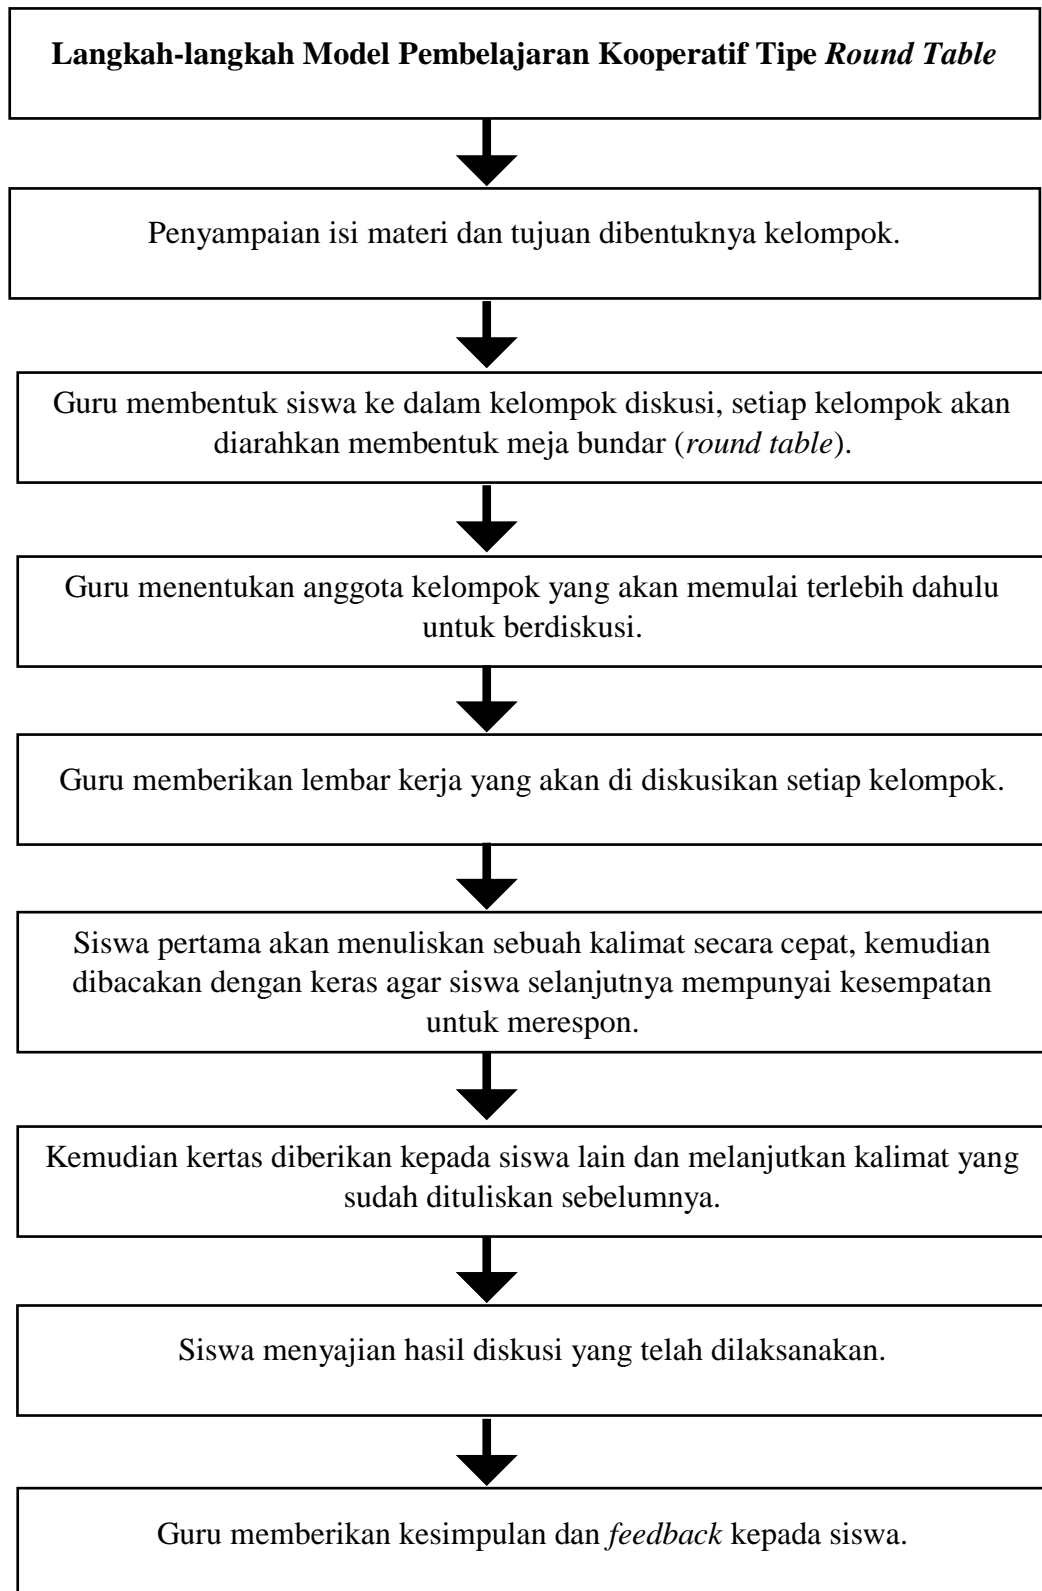 Langkah-langkah Model Pembelajaran Kooperatif Tipe Round Table
Penyampaian isi materi dan tujuan dibentuknya kelompok.
Guru membentuk siswa ke dalam kelompok diskusi, setiap kelompok akan
diarahkan membentuk meja bundar (round table).
Guru menentukan anggota kelompok yang akan memulai terlebih dahulu
untuk berdiskusi.
Guru memberikan lembar kerja yang akan di diskusikan setiap kelompok.
Siswa pertama akan menuliskan sebuah kalimat secara cepat, kemudian
dibacakan dengan keras agar siswa selanjutnya mempunyai kesempatan
untuk merespon.
Kemudian kertas diberikan kepada siswa lain dan melanjutkan kalimat yang
sudah dituliskan sebelumnya.
Siswa menyajian hasil diskusi yang telah dilaksanakan.
Guru memberikan kesimpulan dan feedback kepada siswa.